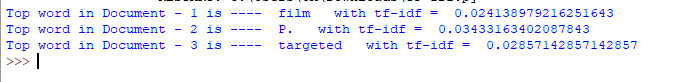 Top word in Document - 1 is ----  film   with tf-idf =  0.024138979216251643
Top word in Document - 2 is ----  P.   with tf-idf =  0.03433163402087843
Top word in Document - 3 is ----  targeted   with tf-idf =  0.02857142857142857
>>>